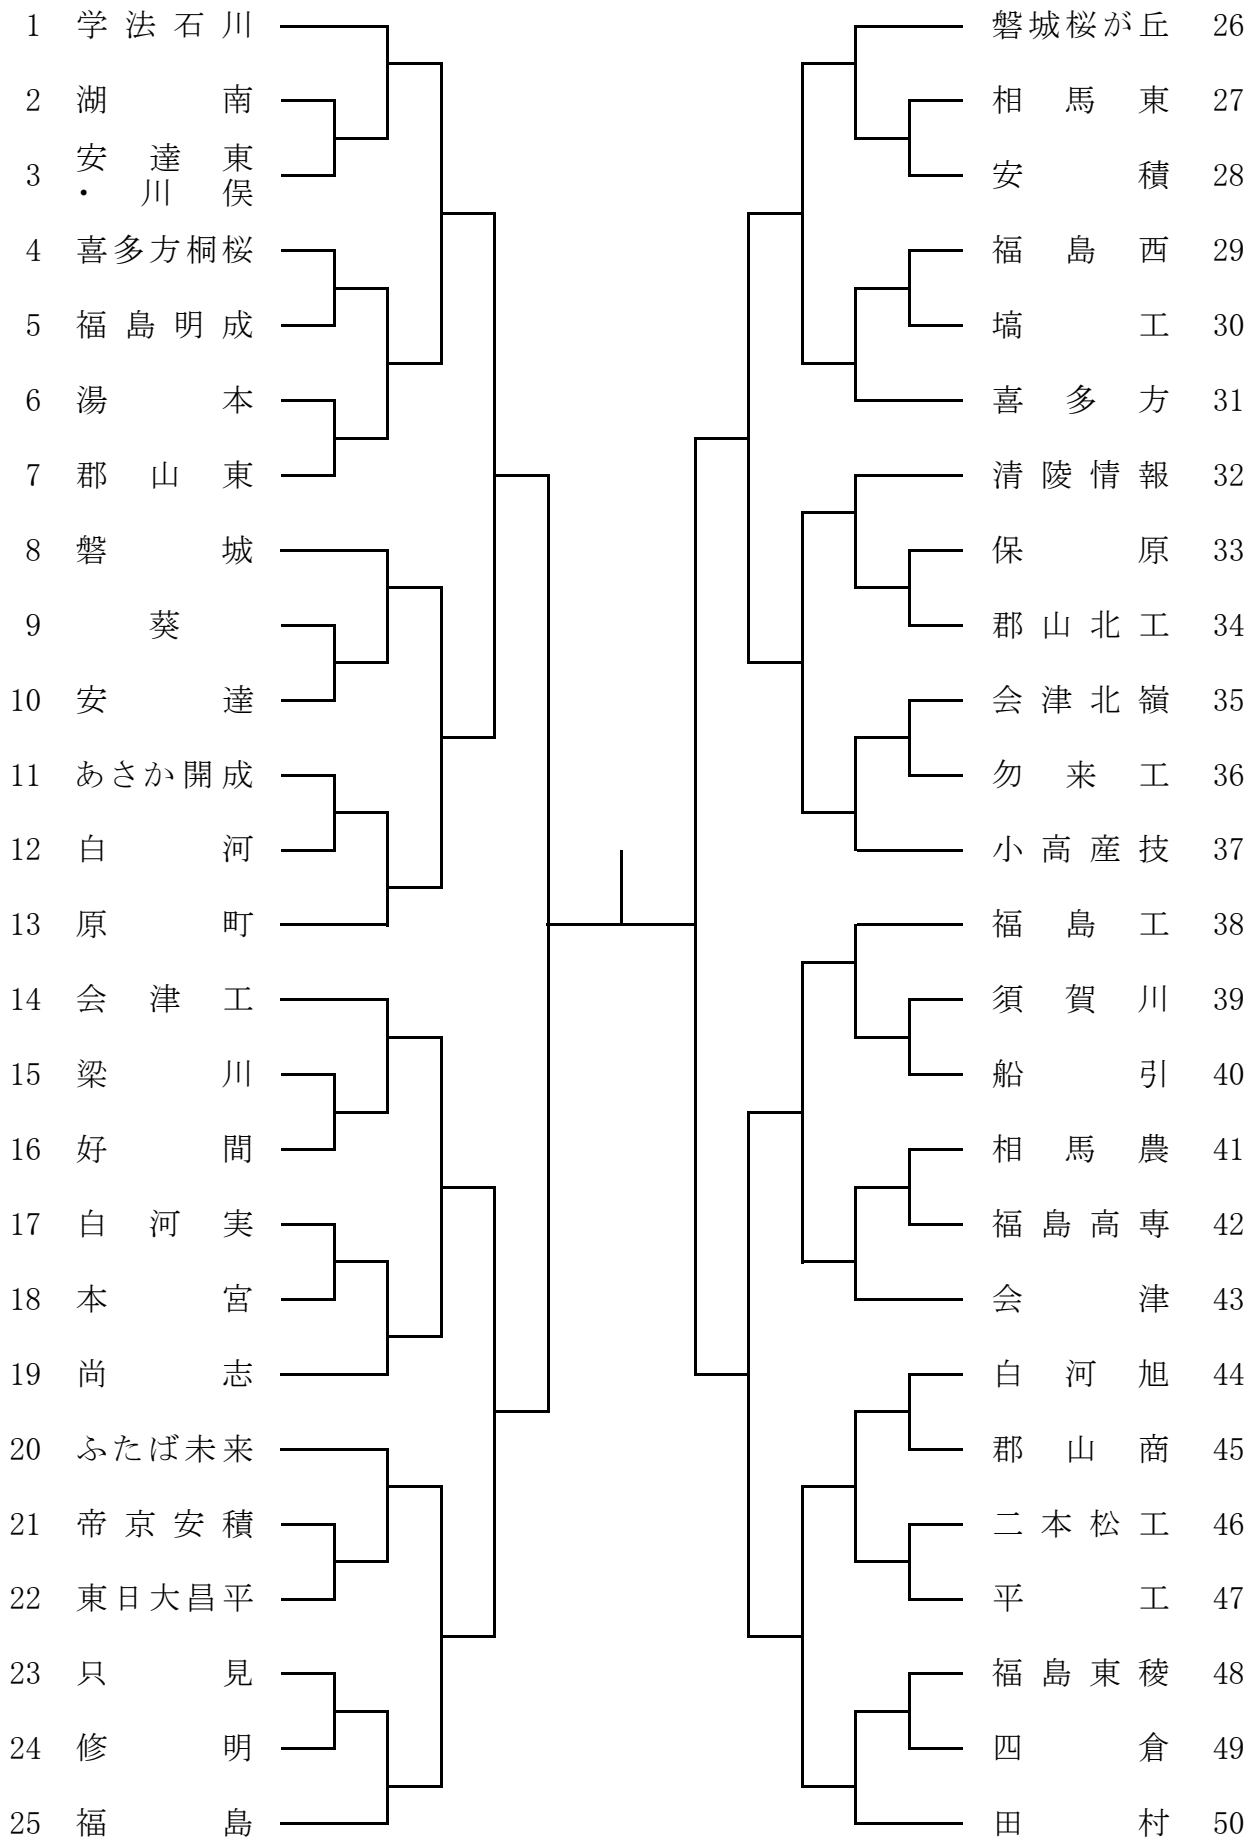 1 学法石川
2 湖南
3 安達東・川俣
4 喜多方桐桜
5 福島明成
6 湯本
7 郡山東
8 磐城
9 葵
10 安達
11 あさか開成
12 白河
13 原町
14 会津工
15 梁川
16 好間
17 白河実
18 本宮
19 尚志
20 ふたば未来
21 帝京安積
22 東日大昌平
23 只見
24 修明
25 福島
磐城桜が丘 26
相馬東 27
安積 28
福島西 29
塙工 30
喜多方 31
清陵情報 32
保原 33
郡山北工 34
会津北嶺 35
勿来工 36
小高産技 37
福島工 38
須賀川 39
船引 40
相馬農 41
福島高専 42
会津 43
白河旭 44
郡山商 45
二本松工 46
平工 47
福島東稜 48
四倉 49
田村 50